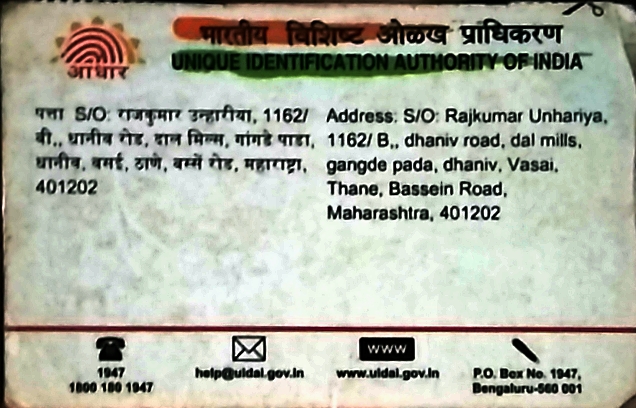 भारतीय विशिष्ट ओळख प्राधिकरण
UNIQUE IDENTIFICATION AUTHORITY OF INDIA
आधार
पत्ता S/O: राजकुमार उन्हारीया, 1162/
बी,, धानीव रोड, दाल मिल्स, गांगडे पाडा,
धानीव, वसई, ठाणे, बस्सें रोड, महाराष्ट्रा,
401202
Address: S/O: Rajkumar Unhariya,
1162/ B,, dhaniv road, dal mills,
gangde pada, dhaniv, Vasai,
Thane, Bassein Road,
Maharashtra, 401202
1947
1800 180 1947
help@uidai.gov.in
WWW
www.uidai.gov.in
P.O. Box No. 1947,
Bengaluru-560 001